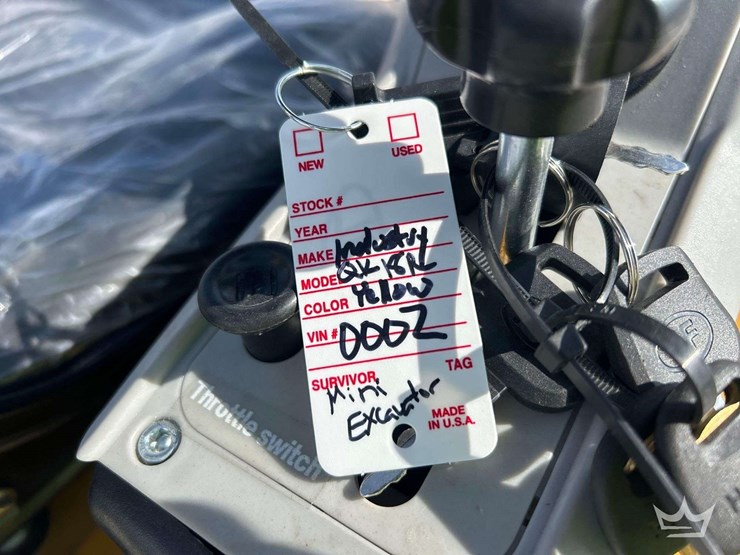 NEW USED
STOCK #
YEAR
MAKE Industry
MODEL QK18R
COLOR Yellow
VIN # 0002
SURVIVOR TAG
Mini
Excavator
MADE
IN U.S.A.
Throttle switch